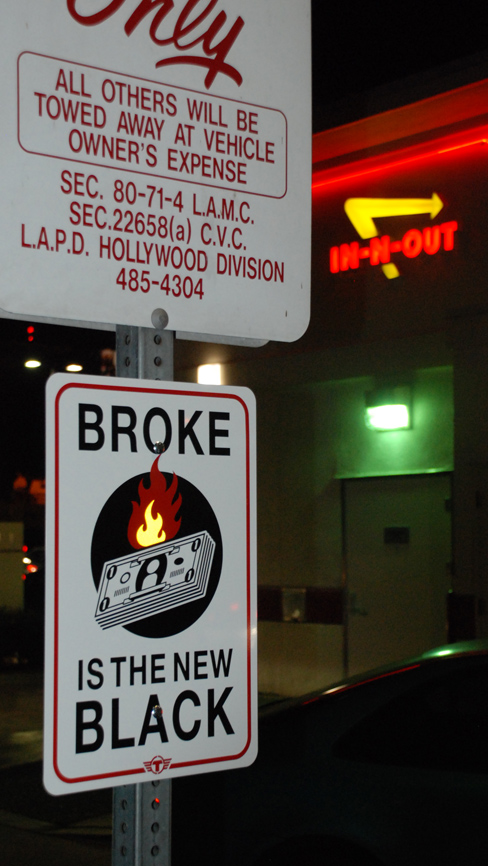 Only
ALL OTHERS WILL BE
TOWED AWAY AT VEHICLE
OWNER'S EXPENSE
SEC. 80-71-4 L.A.M.C.
SEC.22658(a) C.V.C.
L.A.P.D. HOLLYWOOD DIVISION
485-4304
IN-N-OUT
BROKE
IS THE NEW
BLACK
T